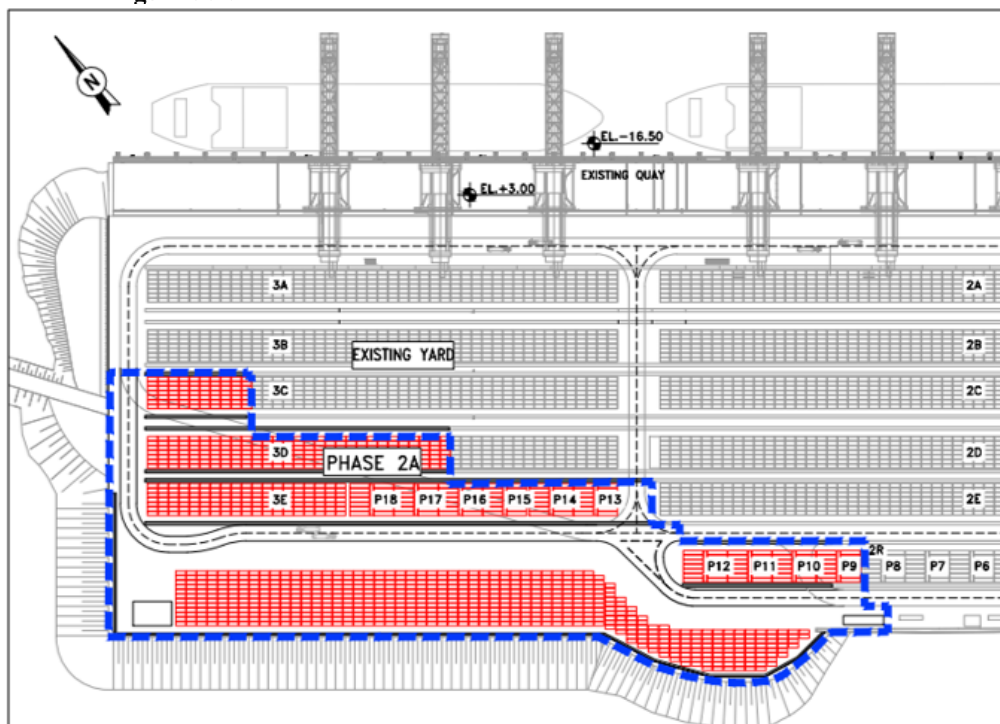 N
EL.-16.50
EXISTING QUAY
EL.+3.00
3A
2A
3B
2B
EXISTING YARD
3C
2C
3D
2D
PHASE 2A
3E
P18
P17
P16
P15
P14
P13
2E
2R
P12
P11
P10
P9
P8
P7
P6